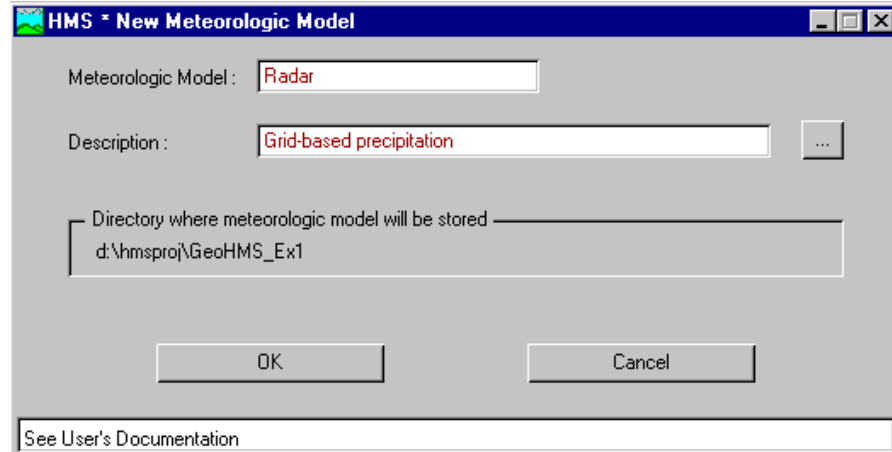 HMS * New Meteorologic Model
Meteorologic Model : Radar
Description : Grid-based precipitation ...
Directory where meteorologic model will be stored
d:\hmsproj\GeoHMS_Ex1
OK Cancel
See User's Documentation